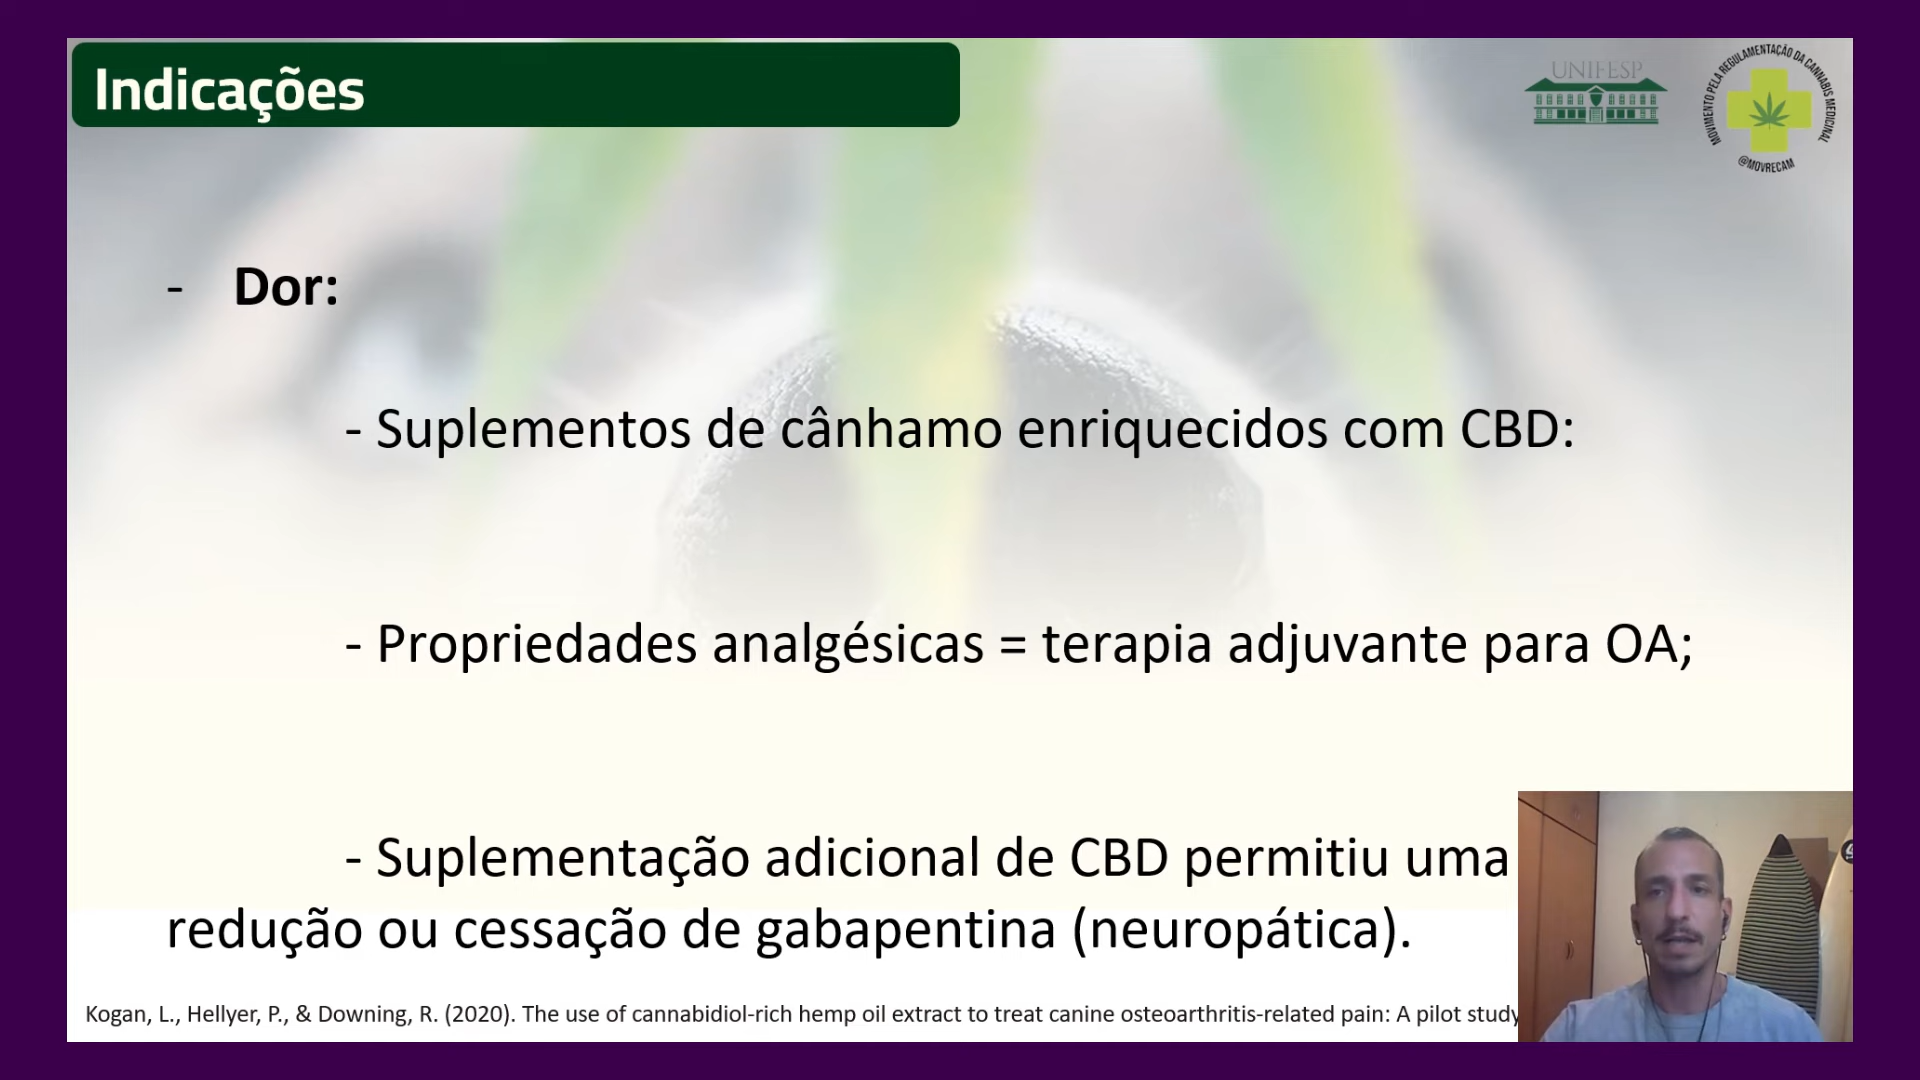 Indicações
UNIFESP
MOVIMENTO PELA REGULAMENTAÇÃO DA CANNABIS MEDICINAL
@MOVRECAM
- Dor:
- Suplementos de cânhamo enriquecidos com CBD:
- Propriedades analgésicas = terapia adjuvante para OA;
- Suplementação adicional de CBD permitiu uma
redução ou cessação de gabapentina (neuropática).
Kogan, L., Hellyer, P., & Downing, R. (2020). The use of cannabidiol-rich hemp oil extract to treat canine osteoarthritis-related pain: A pilot study